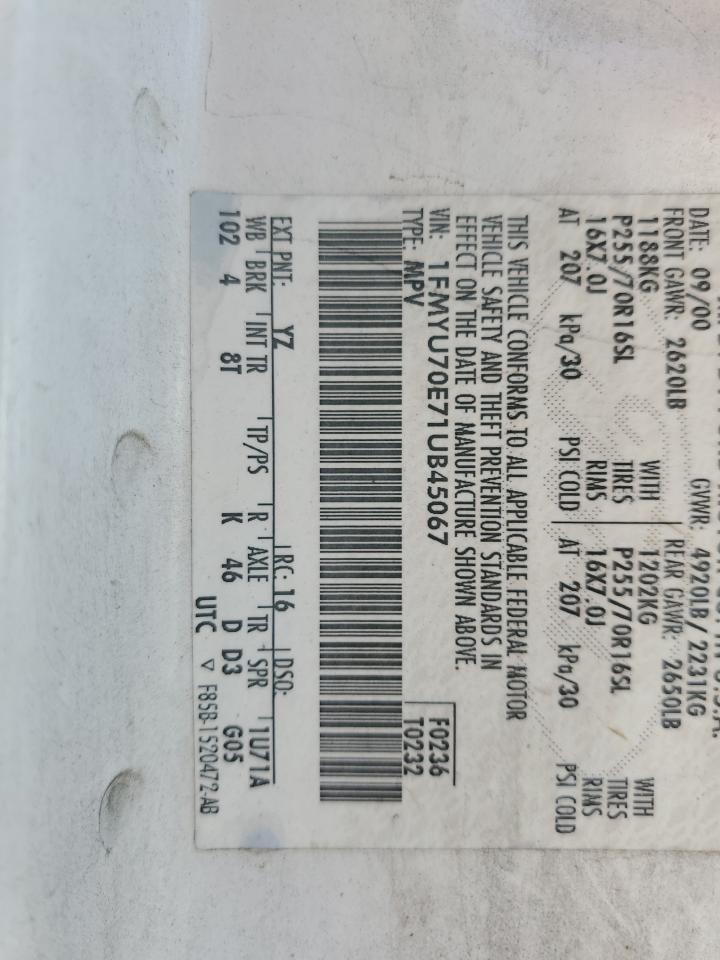 DATE: 09/00 GVWR: 4920LB/ 2231KG
FRONT GAWR: 2620LB REAR GAWR: 2650LB
1188KG WITH 1202KG WITH
P255/70R16SL TIRES P255/70R16SL TIRES
16X7.0J RIMS 16X7.0J RIMS
AT 207 kPa/30 PSI COLD AT 207 kPa/30 PSI COLD
THIS VEHICLE CONFORMS TO ALL APPLICABLE FEDERAL MOTOR
VEHICLE SAFETY AND THEFT PREVENTION STANDARDS IN
EFFECT ON THE DATE OF MANUFACTURE SHOWN ABOVE.
VIN: 1FMYU70E71UB45067 F0236
TYPE: MPV T0232
EXT PNT: YZ RC: 16 DSO:
WB BRK INT TR TP/PS R AXLE TR SPR 1U71A
102 4 8T K 46 D D3 G05
UTC ▽ F85B-1520472-AB